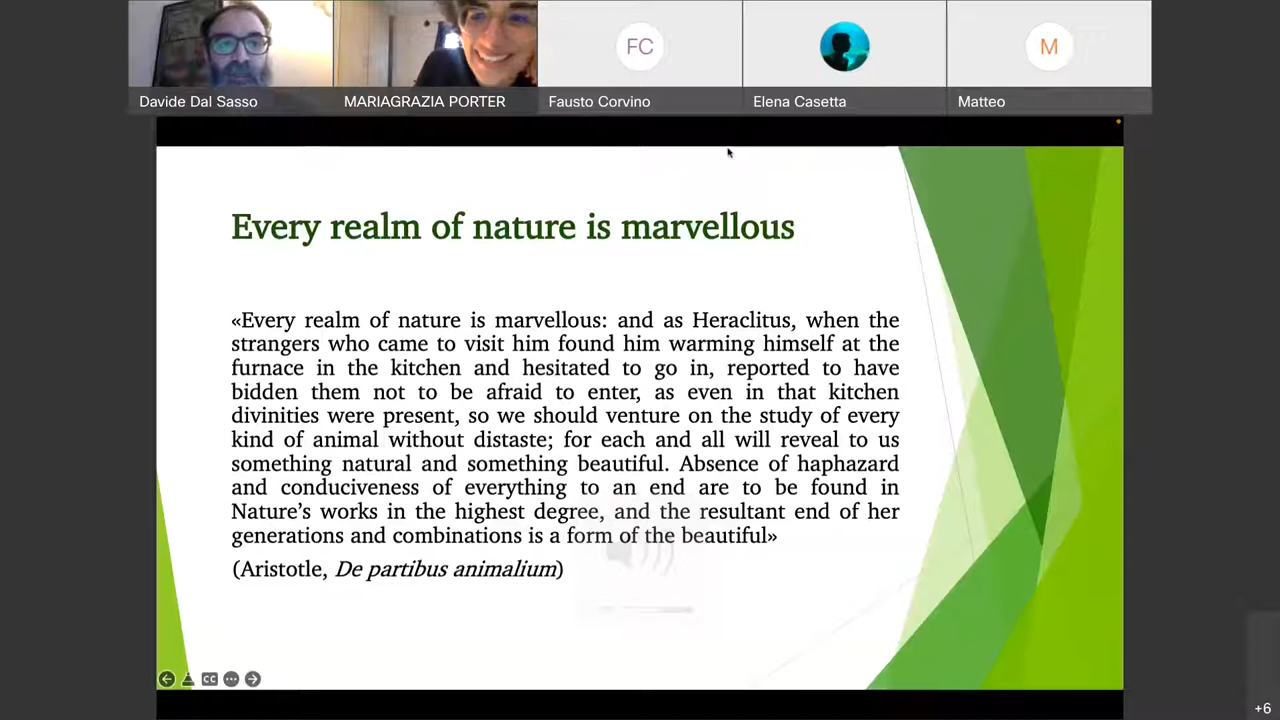 FC
M
Davide Dal Sasso
MARIAGRAZIA PORTER
Fausto Corvino
Elena Casetta
Matteo
Every realm of nature is marvellous
«Every realm of nature is marvellous: and as Heraclitus, when the
strangers who came to visit him found him warming himself at the
furnace in the kitchen and hesitated to go in, reported to have
bidden them not to be afraid to enter, as even in that kitchen
divinities were present, so we should venture on the study of every
kind of animal without distaste; for each and all will reveal to us
something natural and something beautiful. Absence of haphazard
and conduciveness of everything to an end are to be found in
Nature’s works in the highest degree, and the resultant end of her
generations and combinations is a form of the beautiful»
(Aristotle, De partibus animalium)
CC
+6